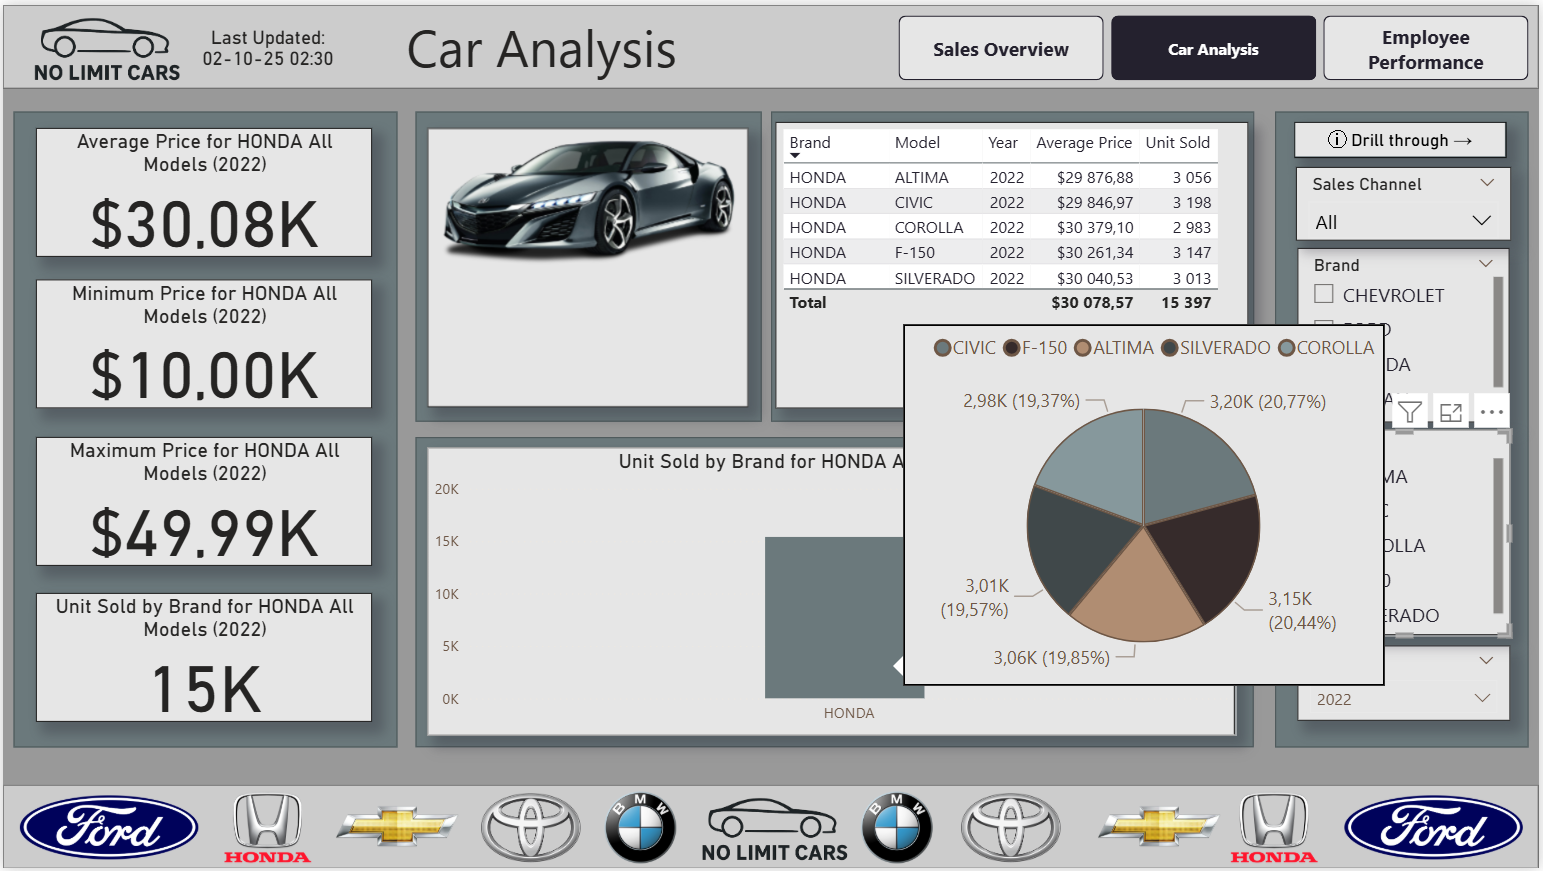 NO LIMIT CARS
Last Updated:
02-10-25 02:30
Car Analysis
Sales Overview
Car Analysis
Employee
Performance
Average Price for HONDA All
Models (2022)
$30,08K
Minimum Price for HONDA All
Models (2022)
$10,00K
Maximum Price for HONDA All
Models (2022)
$49,99K
Unit Sold by Brand for HONDA All
Models (2022)
15K
Brand Model Year Average Price Unit Sold
HONDA ALTIMA 2022 $29 876,88 3 056
HONDA CIVIC 2022 $29 846,97 3 198
HONDA COROLLA 2022 $30 379,10 2 983
HONDA F-150 2022 $30 261,34 3 147
HONDA SILVERADO 2022 $30 040,53 3 013
Total $30 078,57 15 397
Unit Sold by Brand for HONDA A
20K
15K
10K
5K
0K
HONDA
CIVIC F-150 ALTIMA SILVERADO COROLLA
2,98K (19,37%)
3,20K (20,77%)
3,01K
(19,57%)
3,15K
(20,44%)
3,06K (19,85%)
Drill through →
Sales Channel
All
Brand
CHEVROLET
DA
MA
OLLA
0
ERADO
2022
Ford
HONDA
BMW
NO LIMIT CARS
BMW
HONDA
Ford